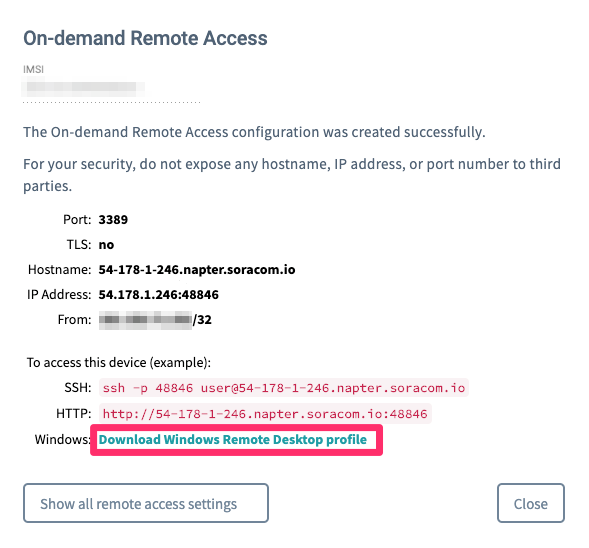 On-demand Remote Access
IMSI
The On-demand Remote Access configuration was created successfully.
For your security, do not expose any hostname, IP address, or port number to third
parties.
Port: 3389
TLS: no
Hostname: 54-178-1-246.napter.soracom.io
IP Address: 54.178.1.246:48846
From: /32
To access this device (example):
SSH: ssh -p 48846 user@54-178-1-246.napter.soracom.io
HTTP: http://54-178-1-246.napter.soracom.io:48846
Windows: Download Windows Remote Desktop profile
Show all remote access settings
Close